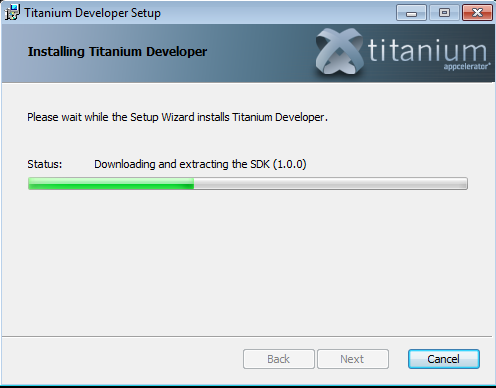 Titanium Developer Setup
Installing Titanium Developer
titanium
appcelerator®
Please wait while the Setup Wizard installs Titanium Developer.
Status: Downloading and extracting the SDK (1.0.0)
Back Next Cancel